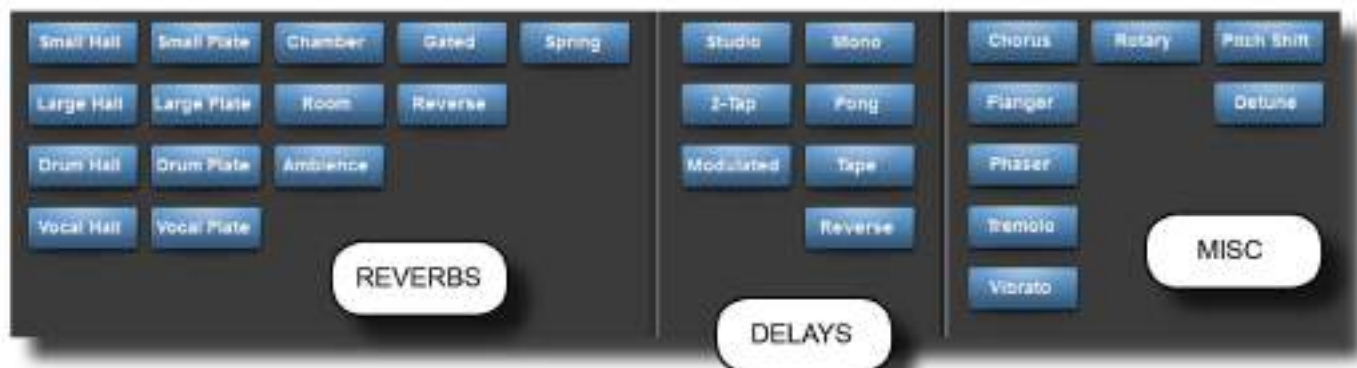 Small Hall Small Plate Chamber Gated Spring
Large Hall Large Plate Room Reverse
Drum Hall Drum Plate Ambience
Vocal Hall Vocal Plate
REVERBS
Studio Mono
2-Tap Pong
Modulated Tape
Reverse
DELAYS
Chorus Rotary Pitch Shift
Flanger Detune
Phaser
Tremolo
Vibrato
MISC